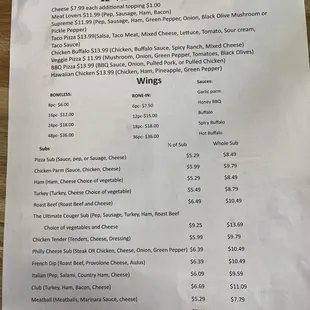 Cheese $7.99 each additional topping $1.00
Meat Lovers $11.99 (Pep, Sausage, Ham, Bacon)
Supreme $11.99 (Pep, Sausage, Ham, Green Pepper, Onion, Black Olive Mushroom or
Pickle Pepper)
Taco Pizza $13.99(Salsa, Taco Meat, Mixed Cheese, Lettuce, Tomato, Sour cream,
Taco Sauce)
Chicken Buffalo $13.99 (Chicken, Buffalo Sauce, Spicy Ranch, Mixed Cheese)
Veggie Pizza $ 11.99 (Mushroom, Onion, Green Pepper, Tomatoes, Black Olives)
BBQ Pizza $13.99 (BBQ Sauce, Onion, Pulled Pork, or Pulled Chicken)
Hawaiian Chicken $13.99 (Chicken, Ham, Pineapple, Green Pepper)
Wings
BONELESS: BONE-IN: Sauces:
8pc- $6.00 6pc- $7.50 Garlic parm
16pc- $12.00 12pc- $15.00 Honey BBQ
24pc- $18.00 18pc- $18.00 Buffalo
48pc- $36.00 36pc- $36.00 Spicy Buffalo
Hot Buffalo
Subs ½ of Sub Whole Sub
Pizza Sub (Sauce, pep, or Sausage, Cheese) $5.29 $8.49
Chicken Parm (Sauce, Chicken, Cheese) $5.99 $9.79
Ham (Ham, Cheese Choice of vegetable) $5.29 $8.49
Turkey (Turkey, Cheese Choice of vegetable) $5.49 $8.79
Roast Beef (Roast Beef and Cheese) $6.49 $10.49
The Ultimate Couger Sub (Pep, Sausage, Turkey, Ham, Roast Beef
Choice of vegetables and Cheese $9.25 $13.69
Chicken Tender (Tenders, Cheese, Dressing) $5.99 $9.79
Philly Cheese Sub (Steak OR Chicken, Cheese, Onion, Green Pepper) $6.39 $10.49
French Dip (Roast Beef, Provolone Cheese, Aujus) $6.39 $10.49
Italian (Pep, Salami, Country Ham, Cheese) $6.09 $9.59
Club (Turkey, Ham, Bacon, Cheese) $6.69 $11.09
Meatball (Meatballs, Marinara Sauce, cheese) $5.29 $7.79